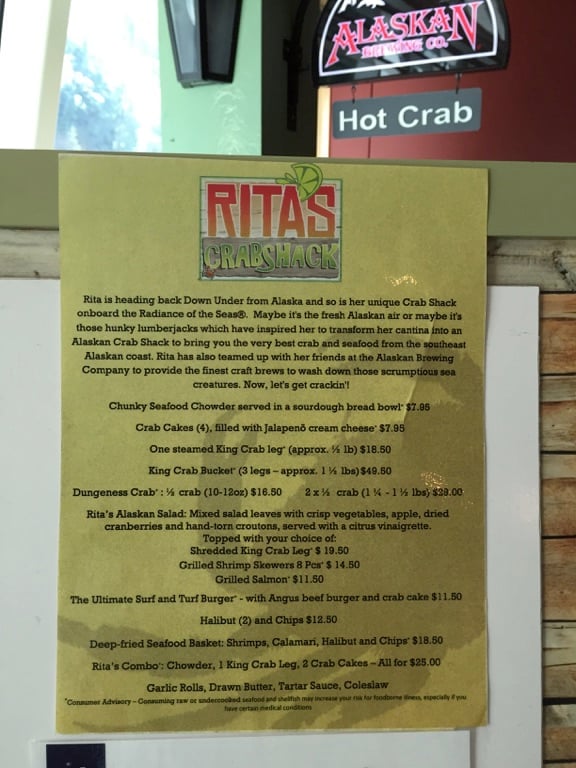 ALASKAN
BREWING CO.
Hot Crab
RITA'S
CRABSHACK
Rita is heading back Down Under from Alaska and so is her unique Crab Shack
onboard the Radiance of the Seas®. Maybe it's the fresh Alaskan air or maybe it's
those hunky lumberjacks which have inspired her to transform her cantina into an
Alaskan Crab Shack to bring you the very best crab and seafood from the southeast
Alaskan coast. Rita has also teamed up with her friends at the Alaskan Brewing
Company to provide the finest craft brews to wash down those scrumptious sea
creatures. Now, let's get crackin'!
Chunky Seafood Chowder served in a sourdough bread bowl* $7.95
Crab Cakes (4), filled with Jalapenõ cream cheese* $7.95
One steamed King Crab leg* (approx. ½ lb) $18.50
King Crab Bucket* (3 legs – approx. 1 ½ lbs) $49.50
Dungeness Crab*: ½ crab (10-12oz) $16.50 2 x ½ crab (1 ¼ - 1 ½ lbs) $29.00
Rita's Alaskan Salad: Mixed salad leaves with crisp vegetables, apple, dried
cranberries and hand-torn croutons, served with a citrus vinaigrette.
Topped with your choice of:
Shredded King Crab Leg* $ 19.50
Grilled Shrimp Skewers 8 Pcs* $ 14.50
Grilled Salmon* $11.50
The Ultimate Surf and Turf Burger* - with Angus beef burger and crab cake $11.50
Halibut (2) and Chips $12.50
Deep-fried Seafood Basket: Shrimps, Calamari, Halibut and Chips* $18.50
Rita's Combo*: Chowder, 1 King Crab Leg, 2 Crab Cakes – All for $25.00
Garlic Rolls, Drawn Butter, Tartar Sauce, Coleslaw
*Consumer Advisory – Consuming raw or undercooked seafood and shellfish may increase your risk for foodborne illness, especially if you
have certain medical conditions